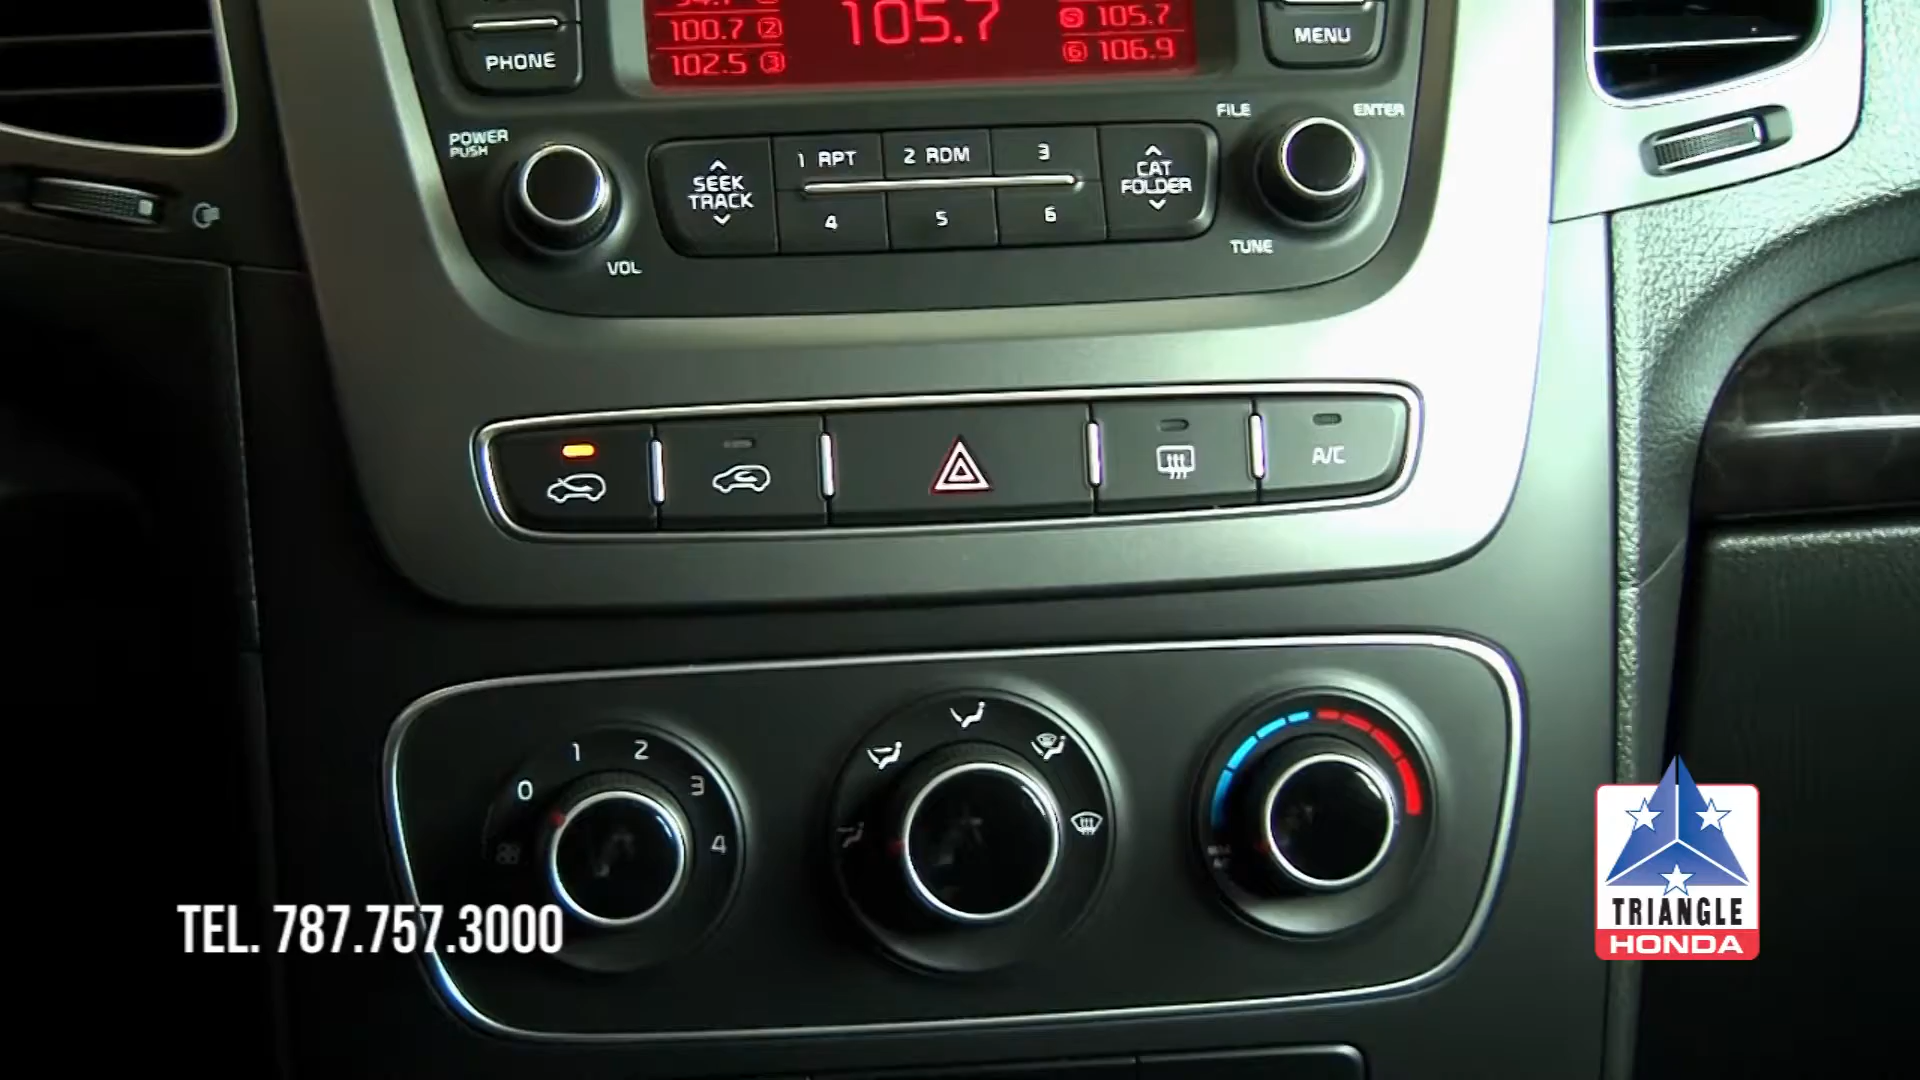 100.7 2
102.5 3
105.7
5 105.7
6 106.9
PHONE
MENU
POWER
PUSH
VOL
SEEK
TRACK
1 RPT
2 RDM
3
4
5
6
CAT
FOLDER
FILE
ENTER
TUNE
A/C
0
1
2
3
4
TEL. 787.757.3000
TRIANGLE
HONDA